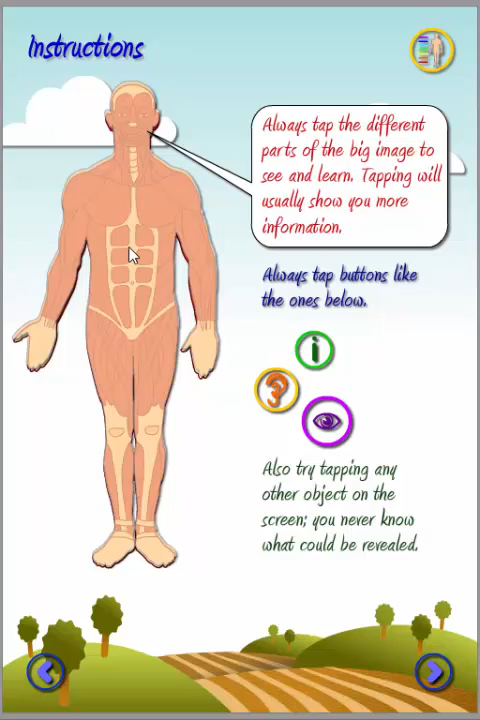 Instructions
Always tap the different
parts of the big image to
see and learn. Tapping will
usually show you more
information.
Always tap buttons like
the ones below.
i
Also try tapping any
other object on the
screen; you never know
what could be revealed.